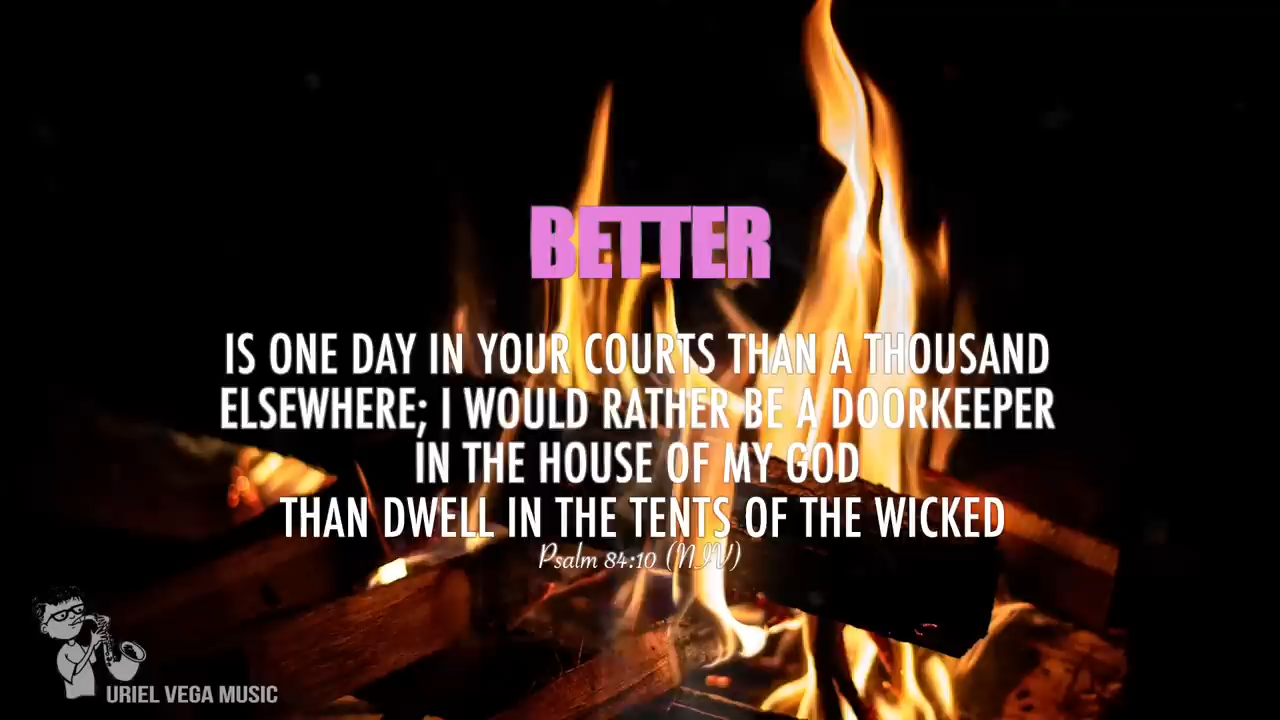 BETTER
IS ONE DAY IN YOUR COURTS THAN A THOUSAND
ELSEWHERE; I WOULD RATHER BE A DOORKEEPER
IN THE HOUSE OF MY GOD
THAN DWELL IN THE TENTS OF THE WICKED
Psalm 84:10 (NIV)
URIEL VEGA MUSIC